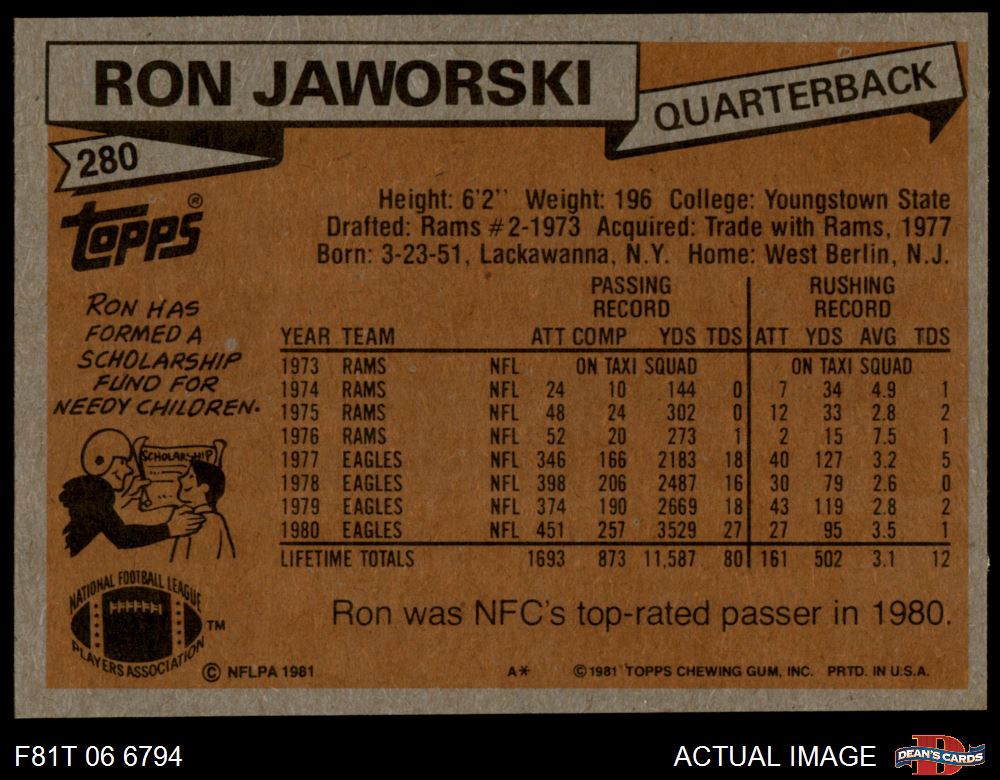 RON JAWORSKI
QUARTERBACK
280
TOPPS®
Height: 6'2'' Weight: 196 College: Youngstown State
Drafted: Rams #2-1973 Acquired: Trade with Rams, 1977
Born: 3-23-51, Lackawanna, N.Y. Home: West Berlin, N.J.
RON HAS
FORMED A
SCHOLARSHIP
FUND FOR
NEEDY CHILDREN.
SCHOLARSHIP
PASSING RUSHING
RECORD RECORD
YEAR TEAM ATT COMP YDS TDS ATT YDS AVG TDS
1973 RAMS NFL ON TAXI SQUAD ON TAXI SQUAD
1974 RAMS NFL 24 10 144 0 7 34 4.9 1
1975 RAMS NFL 48 24 302 0 12 33 2.8 2
1976 RAMS NFL 52 20 273 1 2 15 7.5 1
1977 EAGLES NFL 346 166 2183 18 40 127 3.2 5
1978 EAGLES NFL 398 206 2487 16 30 79 2.6 0
1979 EAGLES NFL 374 190 2669 18 43 119 2.8 2
1980 EAGLES NFL 451 257 3529 27 27 95 3.5 1
LIFETIME TOTALS 1693 873 11,587 80 161 502 3.1 12
Ron was NFC's top-rated passer in 1980.
NATIONAL FOOTBALL LEAGUE
PLAYERS ASSOCIATION
TM
© NFLPA 1981 A* ©1981 TOPPS CHEWING GUM, INC. PRTD. IN U.S.A.
F81T 06 6794 ACTUAL IMAGE
D DEAN'S CARDS